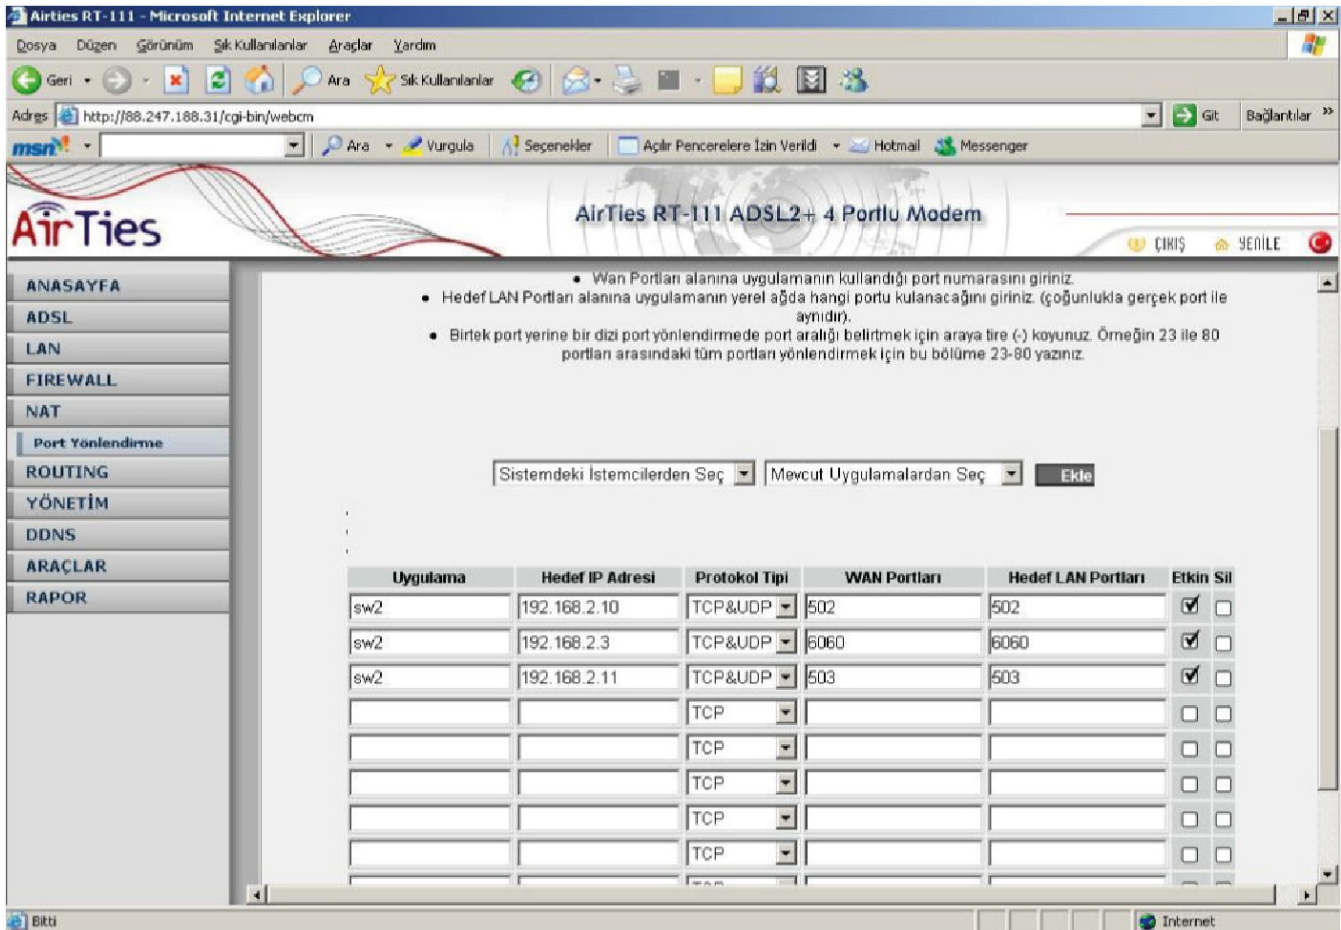 Airties RT-111 - Microsoft Internet Explorer
Dosya Düzen Görünüm Sık Kullanılanlar Araçlar Yardım
Geri Ara Sık Kullanılanlar
Adres http://88.247.188.31/cgi-bin/webcm Git Bağlantılar »
msn Ara Vurgula Seçenekler Açılır Pencerelere İzin Verildi Hotmail Messenger
AirTies
AirTies RT-111 ADSL2+ 4 Portlu Modem
ÇIKIŞ YENİLE
ANASAYFA
ADSL
LAN
FIREWALL
NAT
Port Yönlendirme
ROUTING
YÖNETİM
DDNS
ARAÇLAR
RAPOR
• Wan Portları alanına uygulamanın kullandığı port numarasını giriniz.
• Hedef LAN Portları alanına uygulamanın yerel ağda hangi portu kulanacağını giriniz. (çoğunlukla gerçek port ile
aynıdır).
• Birtek port yerine bir dizi port yönlendirmede port aralığı belirtmek için araya tire (-) koyunuz. Örneğin 23 ile 80
portları arasındaki tüm portları yönlendirmek için bu bölüme 23-80 yazınız.
Sistemdeki İstemcilerden Seç Mevcut Uygulamalardan Seç Ekle
Uygulama Hedef IP Adresi Protokol Tipi WAN Portları Hedef LAN Portları Etkin Sil
sw2 192.168.2.10 TCP&UDP 502 502
sw2 192.168.2.3 TCP&UDP 6060 6060
sw2 192.168.2.11 TCP&UDP 503 503
TCP
TCP
TCP
TCP
TCP
Bitti Internet